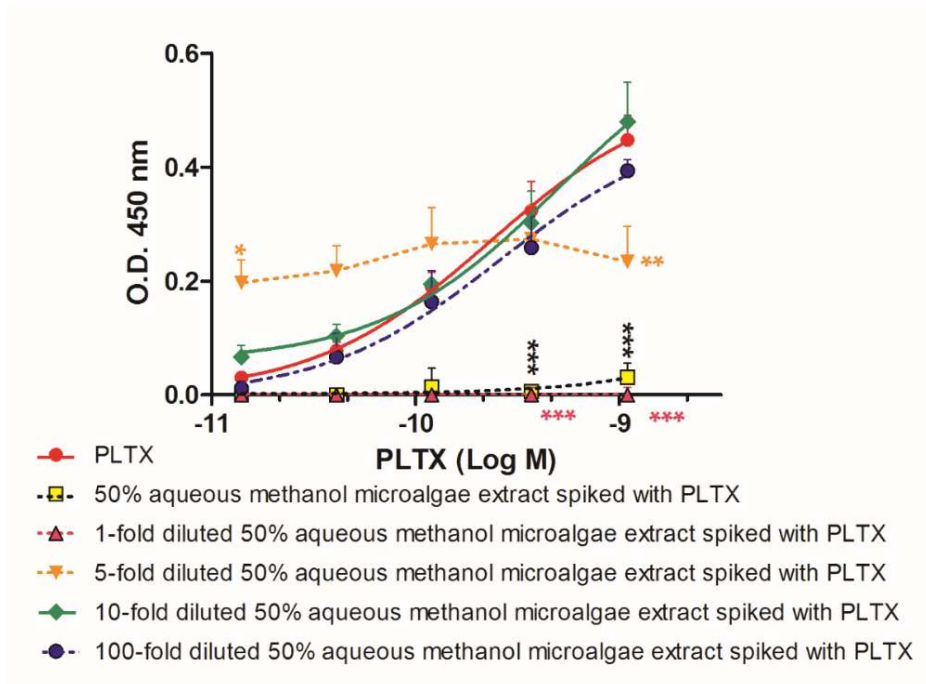 0.6
0.4
0.2
0.0
O.D. 450 nm
*
**
***
***
***
***
-11
-10
-9
PLTX (Log M)
PLTX
50% aqueous methanol microalgae extract spiked with PLTX
1-fold diluted 50% aqueous methanol microalgae extract spiked with PLTX
5-fold diluted 50% aqueous methanol microalgae extract spiked with PLTX
10-fold diluted 50% aqueous methanol microalgae extract spiked with PLTX
100-fold diluted 50% aqueous methanol microalgae extract spiked with PLTX